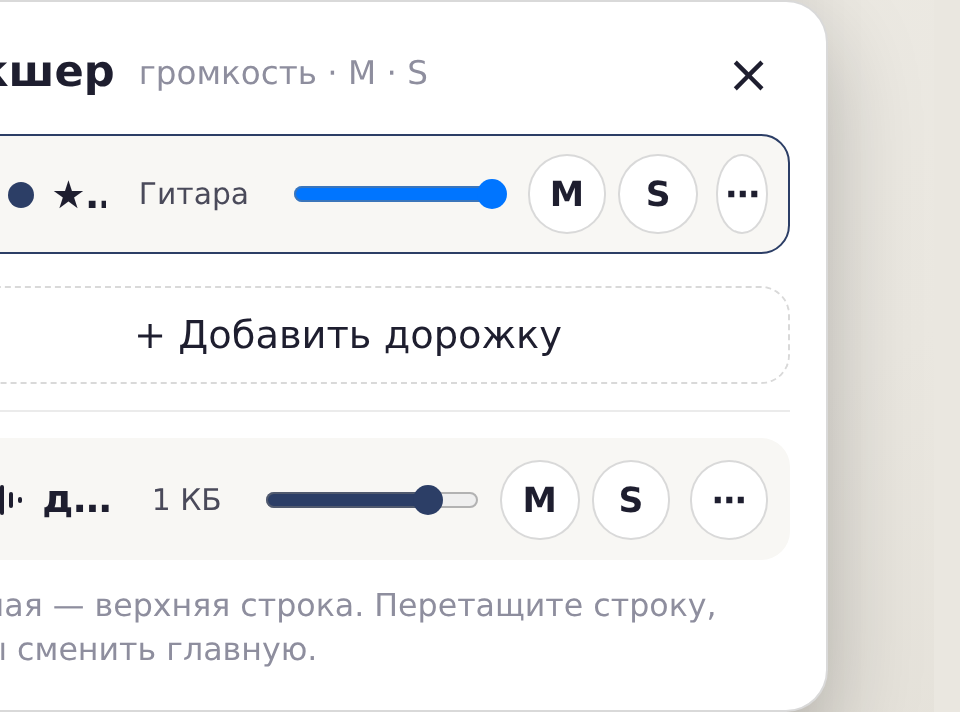 кшер громкость · M · S ×
★.. Гитара M S ...
+ Добавить дорожку
д... 1 КБ M S ...
ная — верхняя строка. Перетащите строку,
ы сменить главную.